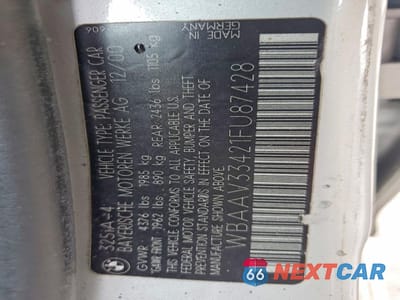 325iA-4
VEHICLE TYPE: PASSENGER CAR
BAYERISCHE MOTOREN WERKE AG 12/00
GVWR 4376 lbs 1985 kg
GAWR FRONT 1962 lbs 890 kg REAR 2436 lbs 1105 kg
THIS VEHICLE CONFORMS TO ALL APPLICABLE
FEDERAL MOTOR VEHICLE SAFETY, BUMPER AND THEFT
PREVENTION STANDARDS IN EFFECT ON THE DATE OF
MANUFACTURE SHOWN ABOVE
WBAAV33421FU87428
MADE IN
GERMANY
66 NEXTCAR